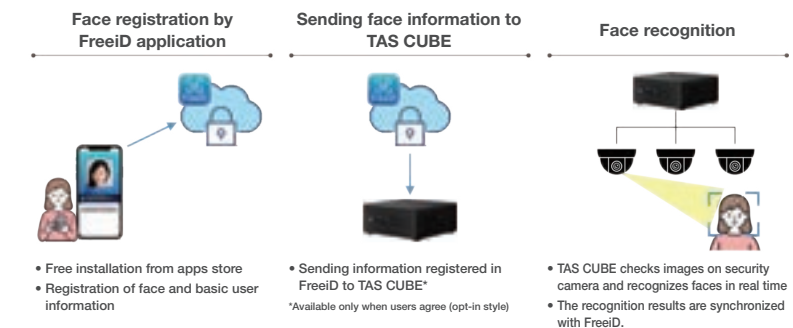 Face registration by
FreeiD application
Sending face information to
TAS CUBE
Face recognition
• Free installation from apps store
• Registration of face and basic user
information
• Sending information registered in
FreeiD to TAS CUBE*
*Available only when users agree (opt-in style)
• TAS CUBE checks images on security
camera and recognizes faces in real time
• The recognition results are synchronized
with FreeiD.